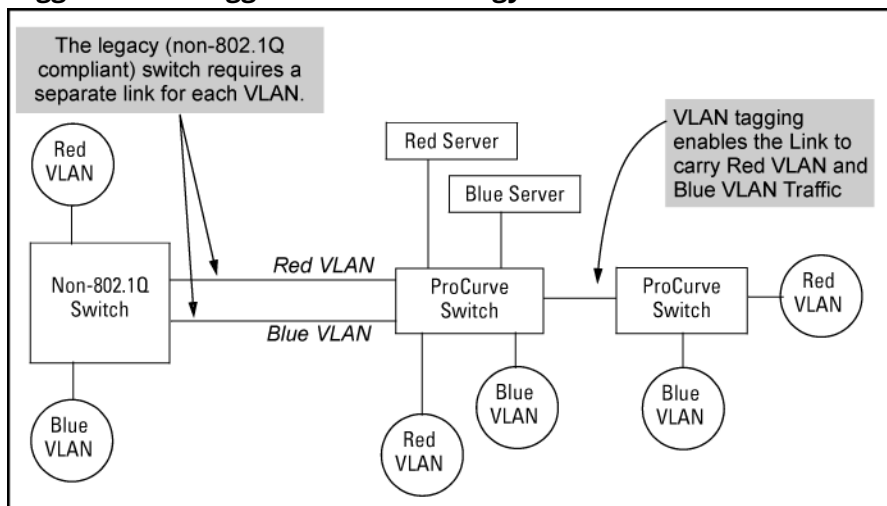 The legacy (non-802.1Q
compliant) switch requires a
separate link for each VLAN.
VLAN tagging
enables the Link to
carry Red VLAN and
Blue VLAN Traffic
Red
VLAN
Red Server
Blue Server
Non-802.1Q
Switch
Red VLAN
Blue VLAN
ProCurve
Switch
ProCurve
Switch
Red
VLAN
Blue
VLAN
Red
VLAN
Blue
VLAN
Blue
VLAN